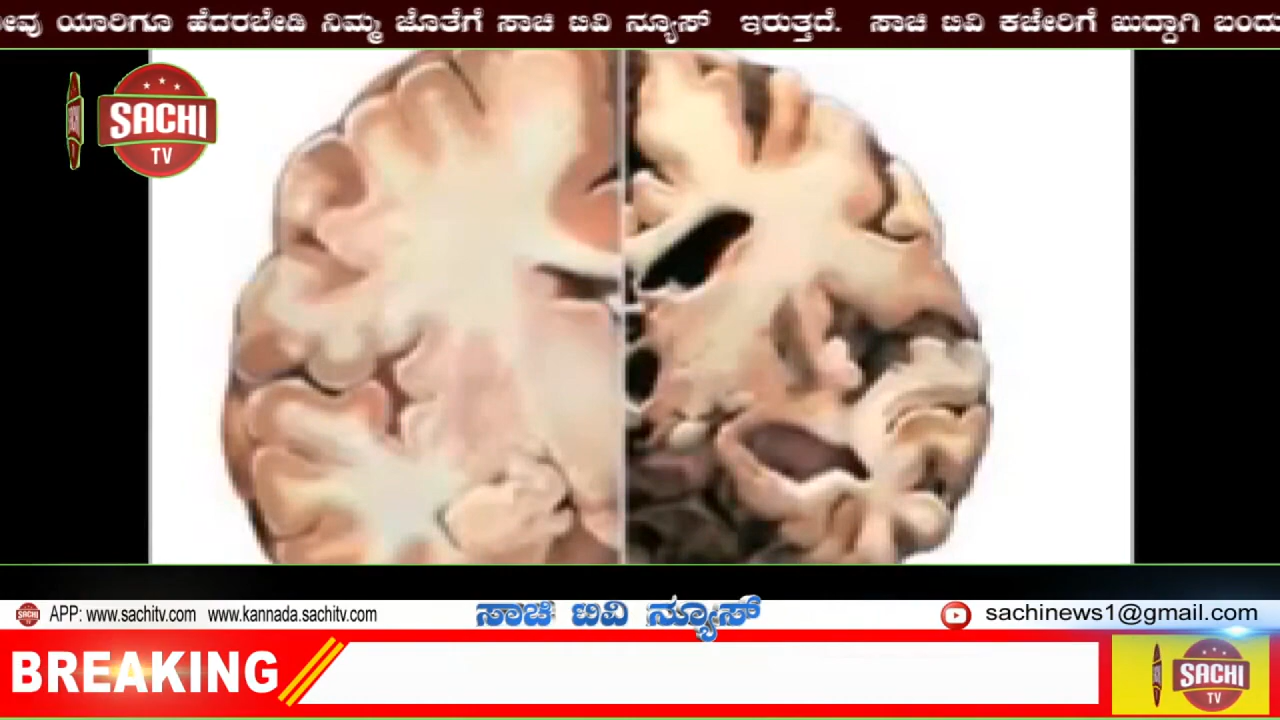 ೀವು ಯಾರಿಗೂ ಹೆದರಬೇಡಿ ನಿಮ್ಮ ಜೊತೆಗೆ ಸಾಚಿ ಟಿವಿ ನ್ಯೂಸ್ ಇರುತ್ತದೆ. ಸಾಚಿ ಟಿವಿ ಕಚೇರಿಗೆ ಖುದ್ದಾಗಿ ಬಂದು
SACHI
TV
SACHI APP: www.sachitv.com www.kannada.sachitv.com ಸಾಚಿ ಟಿವಿ ನ್ಯೂಸ್ sachinews1@gmail.com
BREAKING
SACHI
TV